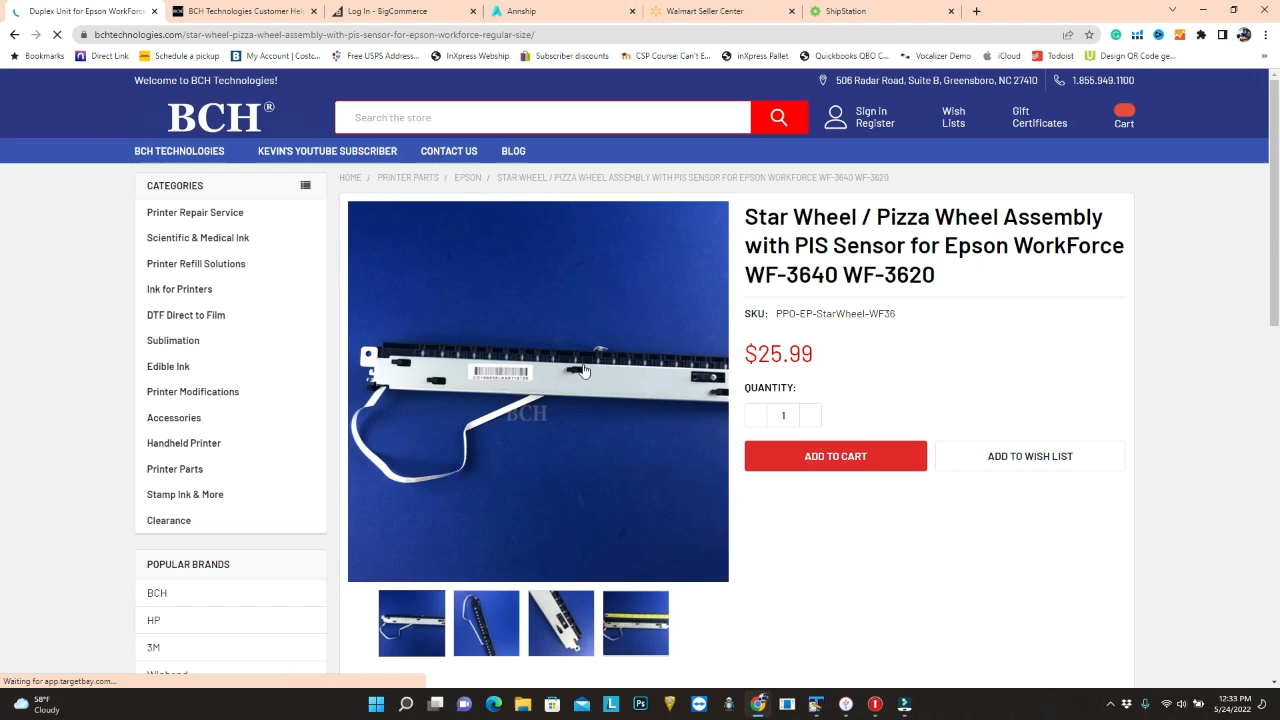 Duplex Unit for EpsonWorkForc
BCH Technologies Customer Help
Log In - BigCommerce
Annship
Walmart Seller Center
ShipStation
bchtechnologies.com/star-wheel-pizza-wheel-assembly-with-pis-sensor-for-epson-workforce-regular-size/
Bookmarks
Direct Link
Schedule a pickup
My Account | Costc...
Free USPS Addres...
InXpress Webship
Subscriber discounts
CSP Course: Can't E...
inXpress Pallet
Quickbooks QBO C...
Vocalizer Demo
iCloud
Todoist
Design QR Code ge...
Welcome to BCH Technologies!
506 Radar Road, Suite B, Greensboro, NC 27410
1.855.949.1100
BCH®
Search the store
Sign in
Register
Wish
Lists
Gift
Certificates
Cart
BCH TECHNOLOGIES
KEVIN'S YOUTUBE SUBSCRIBER
CONTACT US
BLOG
CATEGORIES
Printer Repair Service
Scientific & Medical Ink
Printer Refill Solutions
Ink for Printers
DTF Direct to Film
Sublimation
Edible Ink
Printer Modifications
Accessories
Handheld Printer
Printer Parts
Stamp Ink & More
Clearance
POPULAR BRANDS
BCH
HP
3M
HOME / PRINTER PARTS / EPSON / STAR WHEEL / PIZZA WHEEL ASSEMBLY WITH PIS SENSOR FOR EPSON WORKFORCE WF-3640 WF-3620
BCH
Star Wheel / Pizza Wheel Assembly
with PIS Sensor for Epson WorkForce
WF-3640 WF-3620
SKU: PPO-EP-StarWheel-WF36
$25.99
QUANTITY:
1
ADD TO CART
ADD TO WISH LIST
Waiting for app.targetbay.com...
58°F
Cloudy
12:33 PM
5/24/2022